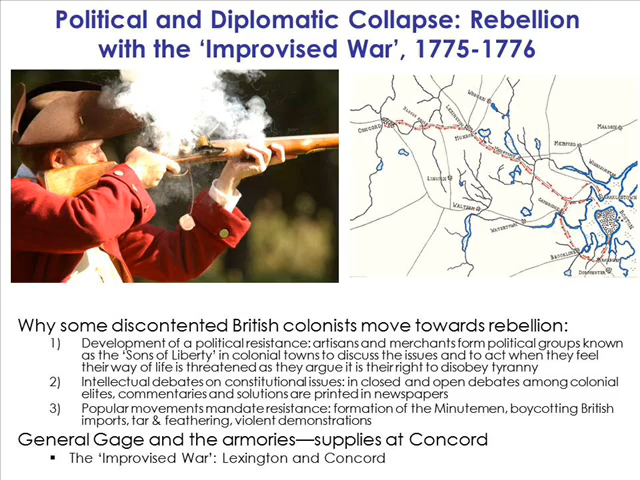 Political and Diplomatic Collapse: Rebellion
with the ‘Improvised War’, 1775-1776
CONCORD
LEXINGTON
WOBURN
MALDEN
MEDFORD
LINCOLN
WALTHAM
WATERTOWN
CAMBRIDGE
CHARLESTOWN
BOSTON
BROOKLINE
ROXBURY
DORCHESTER
Why some discontented British colonists move towards rebellion:
1) Development of a political resistance: artisans and merchants form political groups known
as the ‘Sons of Liberty’ in colonial towns to discuss the issues and to act when they feel
their way of life is threatened as they argue it is their right to disobey tyranny
2) Intellectual debates on constitutional issues: in closed and open debates among colonial
elites, commentaries and solutions are printed in newspapers
3) Popular movements mandate resistance: formation of the Minutemen, boycotting British
imports, tar & feathering, violent demonstrations
General Gage and the armories—supplies at Concord
▪ The ‘Improvised War’: Lexington and Concord